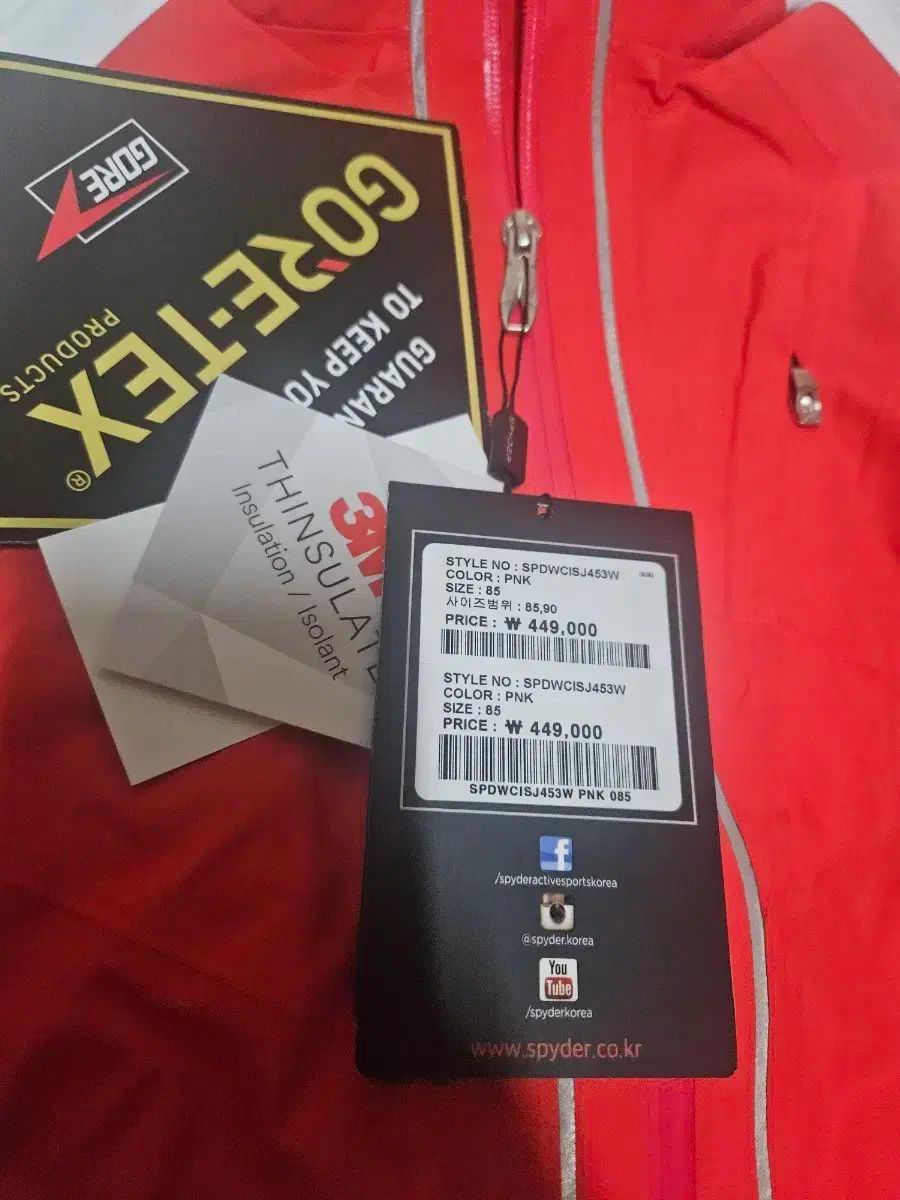 GORE
GORE-TEX®
PRODUCTS
GUARAN
TO KEEP YO
3M
THINSULATE
Insulation / Isolant
SPYDER
STYLE NO : SPDWCISJ453W
COLOR : PNK
SIZE : 85
사이즈범위 : 85,90
PRICE : ₩ 449,000
STYLE NO : SPDWCISJ453W
COLOR : PNK
SIZE : 85
PRICE : ₩ 449,000
SPDWCISJ453W PNK 085
f
/spyderactivesportskorea
@spyder.korea
You
Tube
/spyderkorea
www.spyder.co.kr